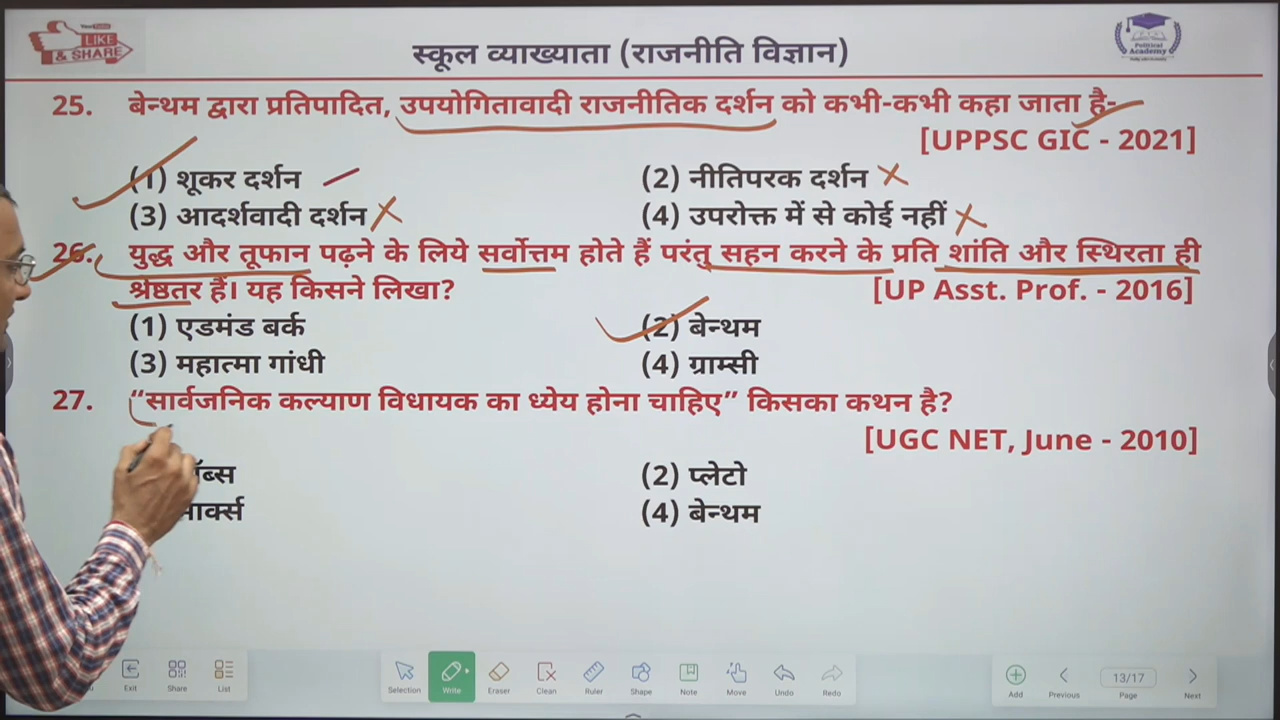 YouTube
LIKE
& SHARE
स्कूल व्याख्याता (राजनीति विज्ञान)
Political
Academy
25. बेन्थम द्वारा प्रतिपादित, उपयोगितावादी राजनीतिक दर्शन को कभी-कभी कहा जाता है-
[UPPSC GIC - 2021]
(1) शूकर दर्शन (2) नीतिपरक दर्शन
(3) आदर्शवादी दर्शन (4) उपरोक्त में से कोई नहीं
26. युद्ध और तूफान पढ़ने के लिये सर्वोत्तम होते हैं परंतु सहन करने के प्रति शांति और स्थिरता ही
श्रेष्ठतर हैं। यह किसने लिखा? [UP Asst. Prof. - 2016]
(1) एडमंड बर्क (2) बेन्थम
(3) महात्मा गांधी (4) ग्राम्सी
27. “सार्वजनिक कल्याण विधायक का ध्येय होना चाहिए” किसका कथन है?
[UGC NET, June - 2010]
(2) प्लेटो
(4) बेन्थम
Exit Share List Selection Write Eraser Clean Ruler Shape Note Move Undo Redo Add Previous 13/17 Page Next